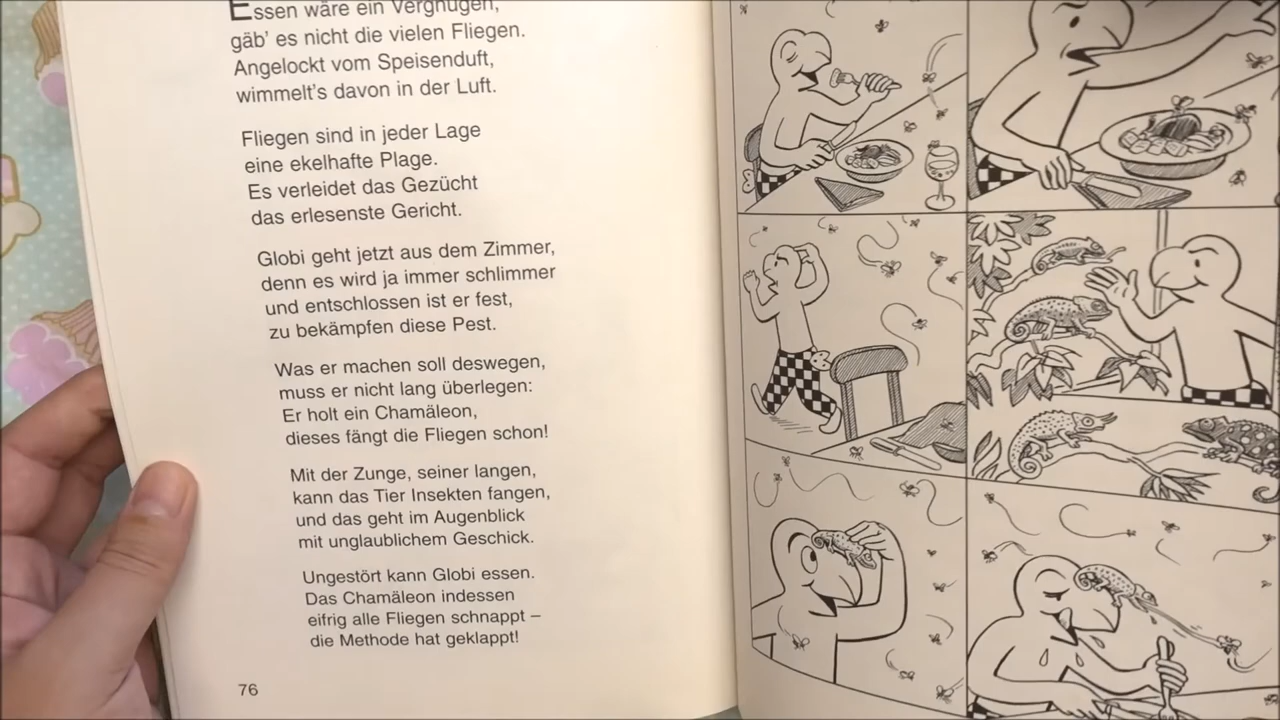 Essen wäre ein Vergnügen,
gäb' es nicht die vielen Fliegen.
Angelockt vom Speisenduft,
wimmelt's davon in der Luft.
Fliegen sind in jeder Lage
eine ekelhafte Plage.
Es verleidet das Gezücht
das erlesenste Gericht.
Globi geht jetzt aus dem Zimmer,
denn es wird ja immer schlimmer
und entschlossen ist er fest,
zu bekämpfen diese Pest.
Was er machen soll deswegen,
muss er nicht lang überlegen:
Er holt ein Chamäleon,
dieses fängt die Fliegen schon!
Mit der Zunge, seiner langen,
kann das Tier Insekten fangen,
und das geht im Augenblick
mit unglaublichem Geschick.
Ungestört kann Globi essen.
Das Chamäleon indessen
eifrig alle Fliegen schnappt –
die Methode hat geklappt!
76